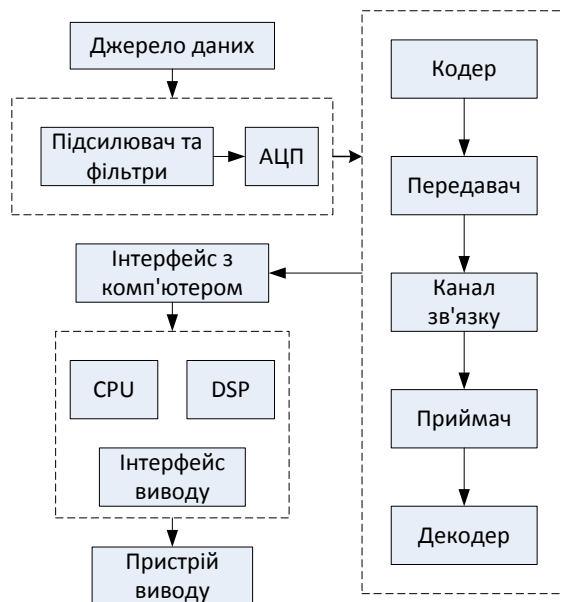 Джерело даних
Підсилювач та
фільтри
АЦП
Кодер
Передавач
Канал
зв'язку
Приймач
Декодер
Інтерфейс з
комп'ютером
CPU
DSP
Інтерфейс
виводу
Пристрій
виводу